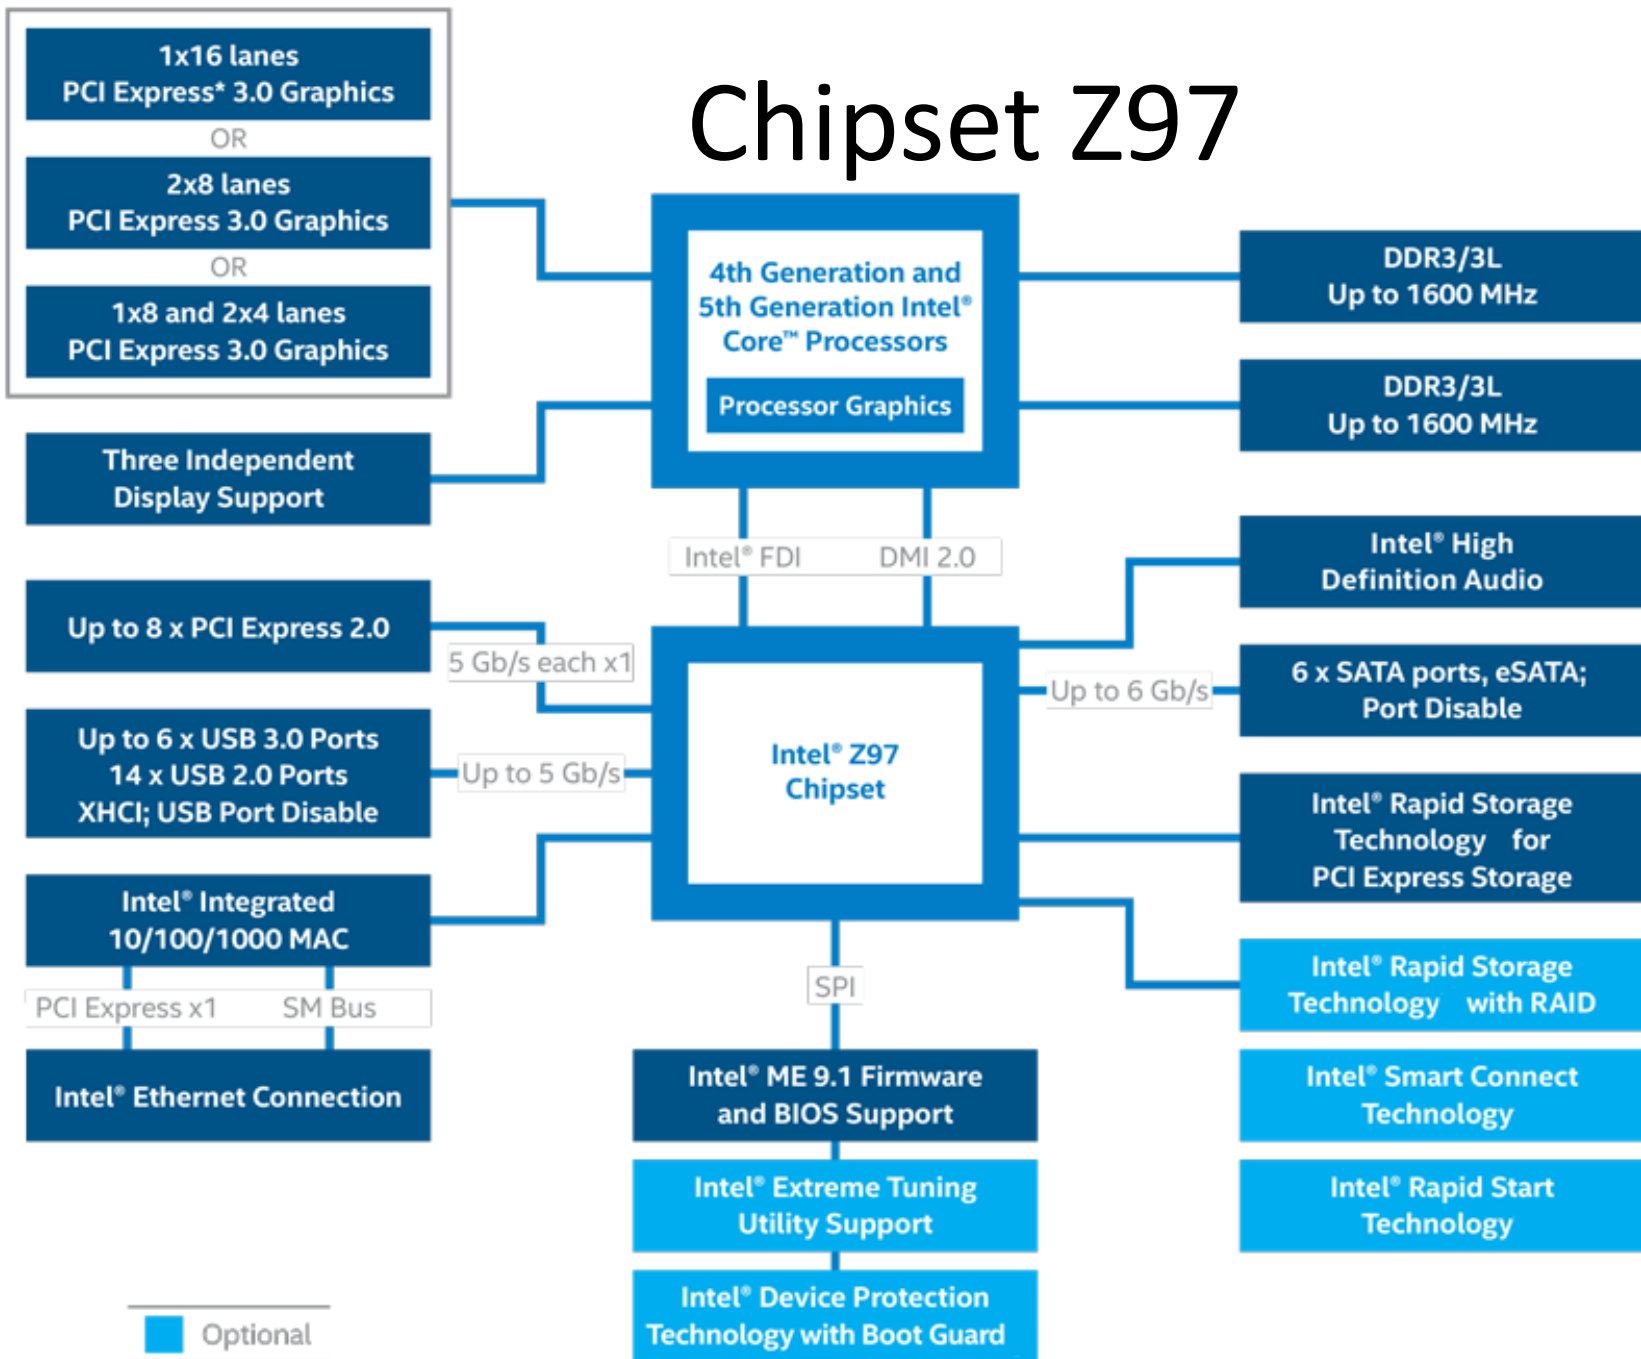 Chipset Z97
1x16 lanes
PCI Express* 3.0 Graphics
OR
2x8 lanes
PCI Express 3.0 Graphics
OR
1x8 and 2x4 lanes
PCI Express 3.0 Graphics
4th Generation and
5th Generation Intel®
Core™ Processors
Processor Graphics
DDR3/3L
Up to 1600 MHz
DDR3/3L
Up to 1600 MHz
Three Independent
Display Support
Intel® FDI
DMI 2.0
Intel® High
Definition Audio
Up to 8 x PCI Express 2.0
5 Gb/s each x1
Up to 6 Gb/s
6 x SATA ports, eSATA;
Port Disable
Up to 6 x USB 3.0 Ports
14 x USB 2.0 Ports
XHCI; USB Port Disable
Up to 5 Gb/s
Intel® Z97
Chipset
Intel® Rapid Storage
Technology for
PCI Express Storage
Intel® Integrated
10/100/1000 MAC
PCI Express x1
SM Bus
Intel® Ethernet Connection
SPI
Intel® Rapid Storage
Technology with RAID
Intel® ME 9.1 Firmware
and BIOS Support
Intel® Smart Connect
Technology
Intel® Extreme Tuning
Utility Support
Intel® Rapid Start
Technology
Intel® Device Protection
Technology with Boot Guard
Optional